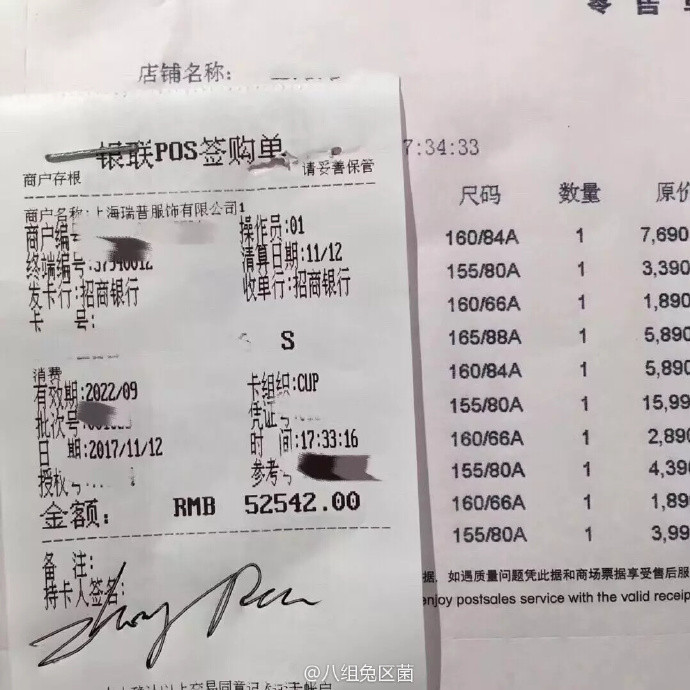 店铺名称:
银联POS签购单
商户存根 请妥善保管
商户名称:上海瑞普服饰有限公司1
商户编 操作员:01
终端编号: 清算日期:11/12
发卡行:招商银行 收单行:招商银行
卡 号:
S
消费
有效期:2022/09 卡组织:CUP
批次号 凭证号
日 期:2017/11/12 时 间:17:33:16
授权号 参考号
金额: RMB 52542.00
备 注:
持卡人签名:
7:34:33
尺码 数量 原价
160/84A 1 7,690
155/80A 1 3,390
160/66A 1 1,890
165/88A 1 5,890
160/84A 1 5,890
155/80A 1 15,99
160/66A 1 2,890
155/80A 1 4,390
160/66A 1 1,89
155/80A 1 3,99
据, 如遇质量问题凭此据和商场票据享受售后服
enjoy postsales service with the valid receip
@八组兔区菌